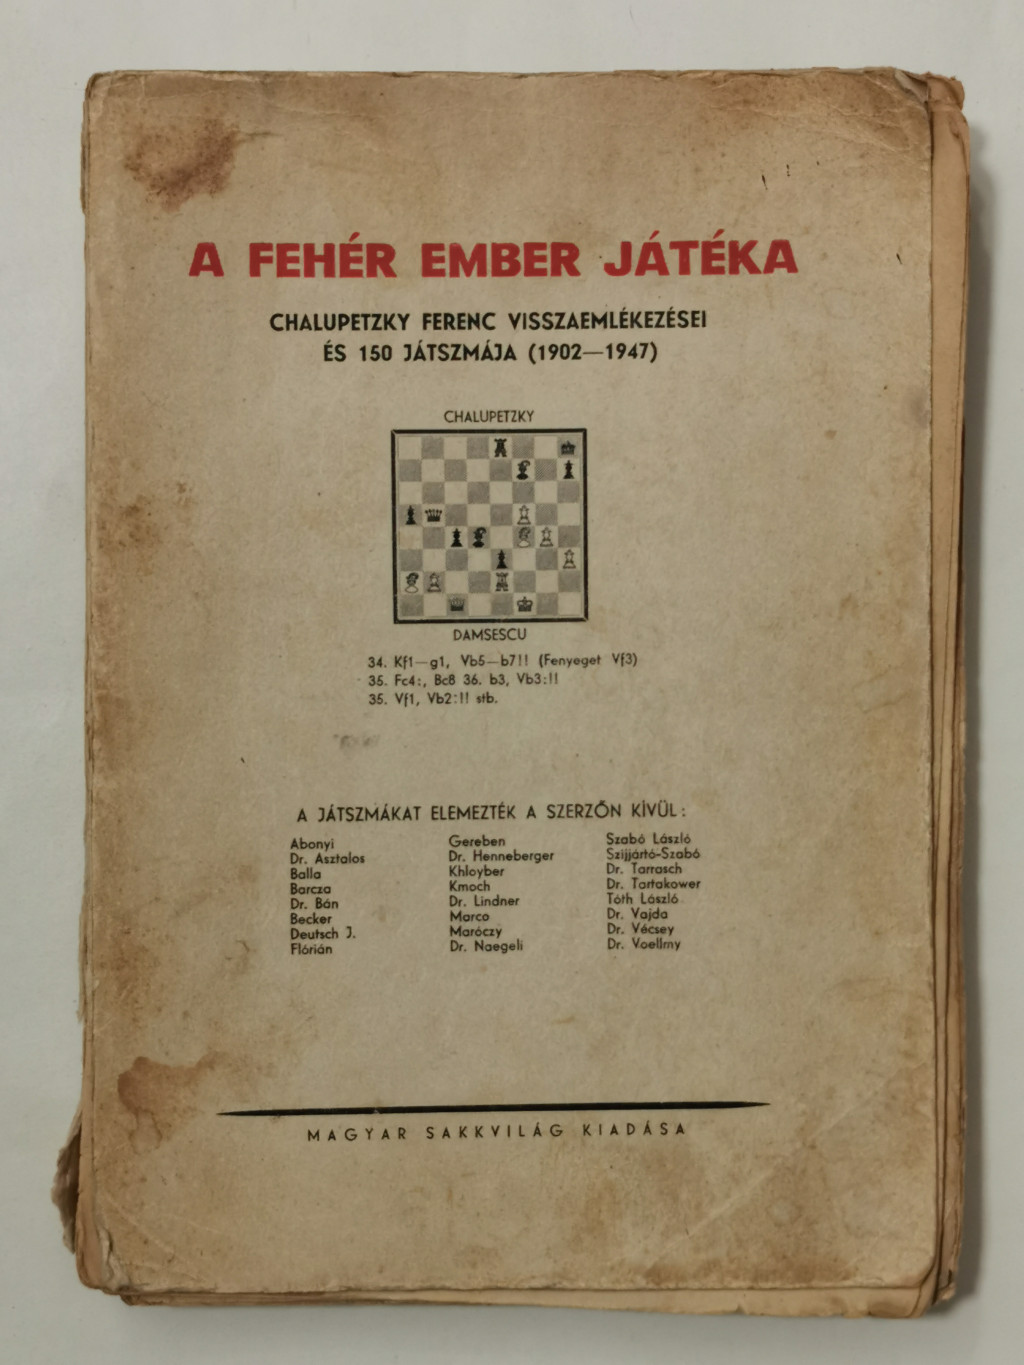 A FEHÉR EMBER JÁTÉKA
CHALUPETZKY FERENC VISSZAEMLÉKEZÉSEI
ÉS 150 JÁTSZMÁJA (1902—1947)
CHALUPETZKY
DAMSESCU
34. Kf1—g1, Vb5—b7!! (Fenyeget Vf3)
35. Fc4:, Bc8 36. b3, Vb3:!!
35. Vf1, Vb2:!! stb.
A JÁTSZMÁKAT ELEMEZTÉK A SZERZŐN KÍVÜL:
Abonyi
Dr. Asztalos
Balla
Barcza
Dr. Bán
Becker
Deutsch J.
Flórián
Gereben
Dr. Henneberger
Khloyber
Kmoch
Dr. Lindner
Marco
Maróczy
Dr. Naegeli
Szabó László
Szijjártó-Szabó
Dr. Tarrasch
Dr. Tartakower
Tóth László
Dr. Vajda
Dr. Vécsey
Dr. Voellmy
MAGYAR SAKKVILÁG KIADÁSA